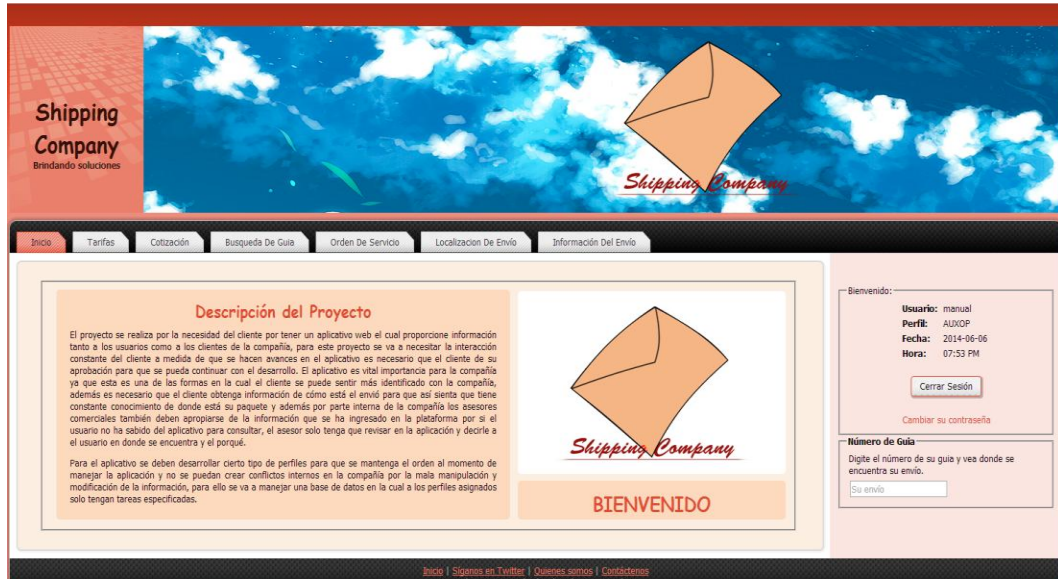 Shipping
Company
Brindando soluciones
Shipping Company
Inicio
Tarifas
Cotización
Busqueda De Guia
Orden De Servicio
Localizacion De Envío
Información Del Envío
Descripción del Proyecto
El proyecto se realiza por la necesidad del cliente por tener un aplicativo web el cual proporcione información
tanto a los usuarios como a los clientes de la compañía, para este proyecto se va a necesitar la interacción
constante del cliente a medida de que se hacen avances en el aplicativo es necesario que el cliente de su
aprobación para que se pueda continuar con el desarrollo. El aplicativo es vital importancia para la compañía
ya que esta es una de las formas en la cual el cliente se puede sentir más identificado con la compañía,
además es necesario que el cliente obtenga información de cómo está el envió para que así sienta que tiene
constante conocimiento de donde está su paquete y además por parte interna de la compañía los asesores
comerciales también deben apropiarse de la información que se ha ingresado en la plataforma por si el
usuario no ha sabido del aplicativo para consultar, el asesor solo tenga que revisar en la aplicación y decirle a
el usuario en donde se encuentra y el porqué.
Para el aplicativo se deben desarrollar cierto tipo de perfiles para que se mantenga el orden al momento de
manejar la aplicación y no se puedan crear conflictos internos en la compañía por la mala manipulación y
modificación de la información, para ello se va a manejar una base de datos en la cual a los perfiles asignados
solo tengan tareas especificadas.
Shipping Company
BIENVENIDO
Bienvenido:
Usuario: manual
Perfil: AUXOP
Fecha: 2014-06-06
Hora: 07:53 PM
Cerrar Sesión
Cambiar su contraseña
Número de Guia
Digite el número de su guia y vea donde se
encuentra su envío.
Su envío
Inicio | Síganos en Twitter | Quienes somos | Contáctenos